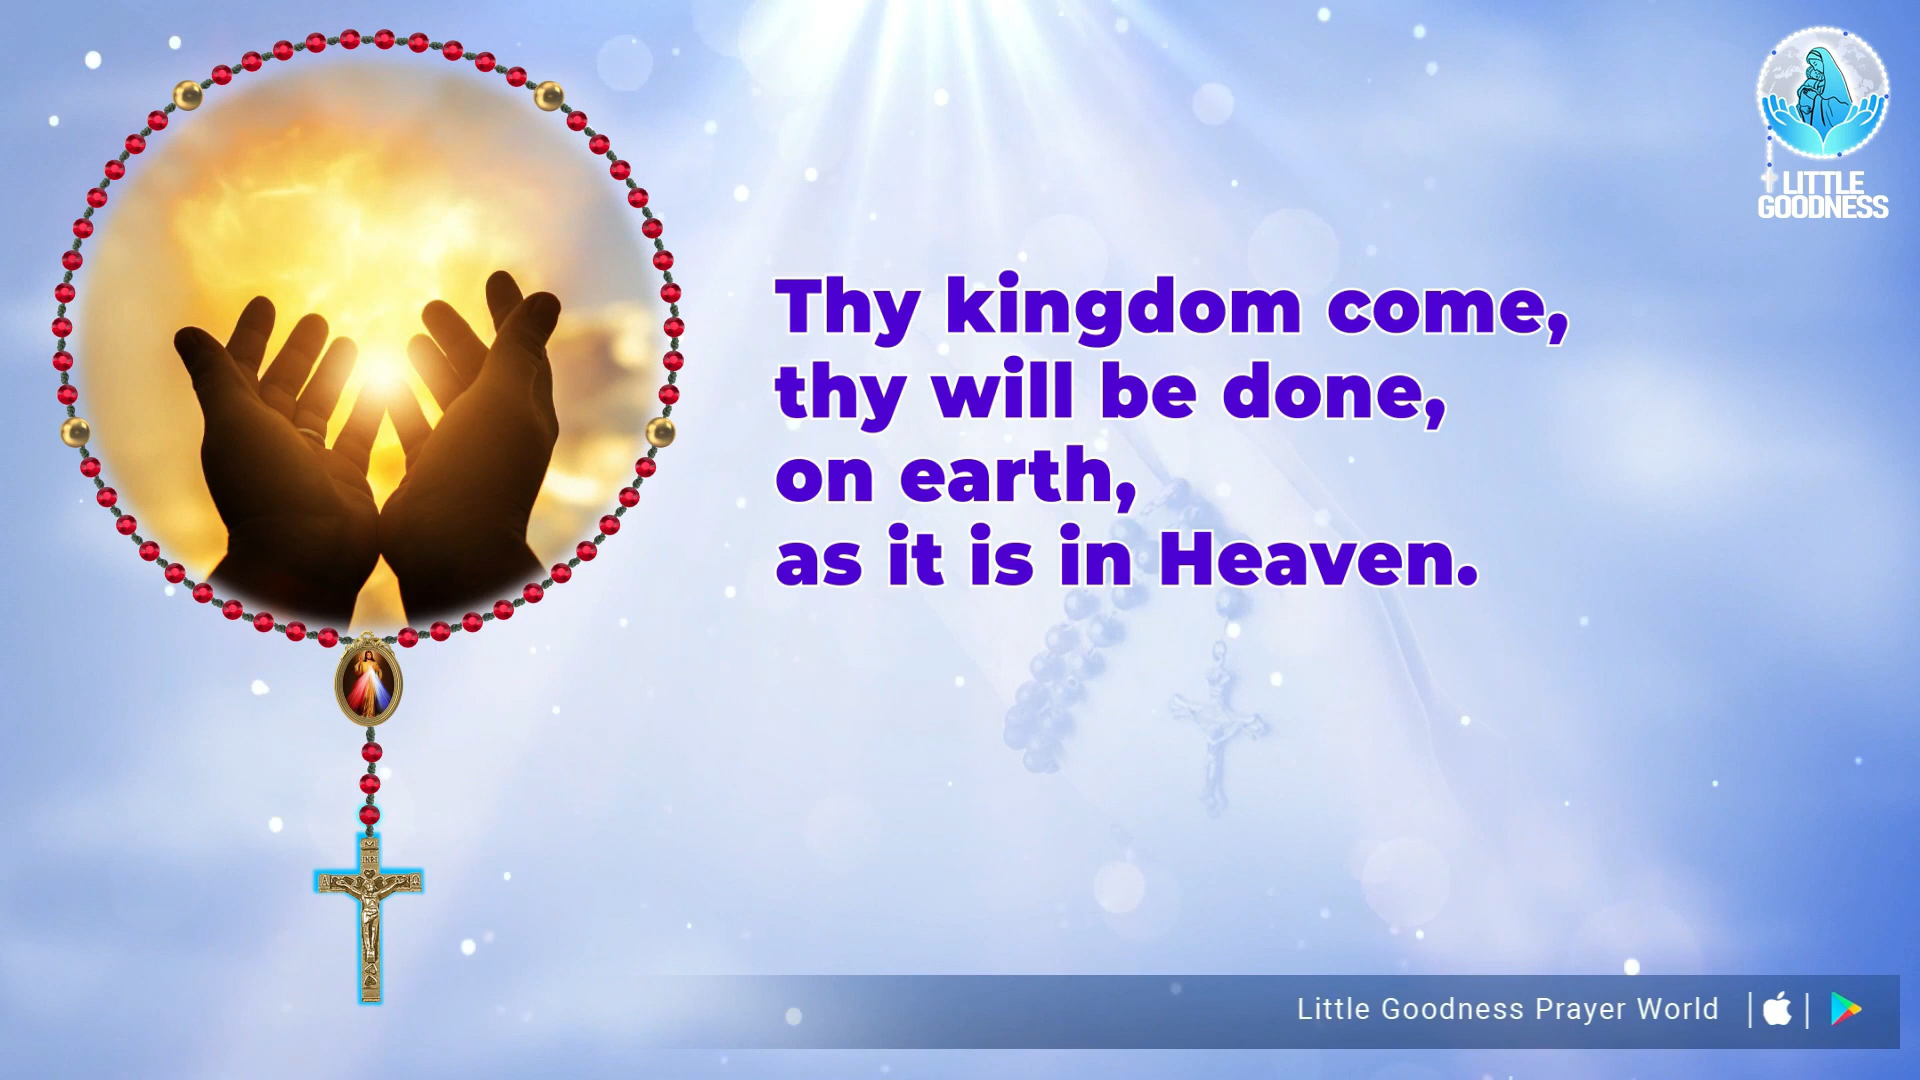 LITTLE
GOODNESS
Thy kingdom come,
thy will be done,
on earth,
as it is in Heaven.
INRI
Little Goodness Prayer World